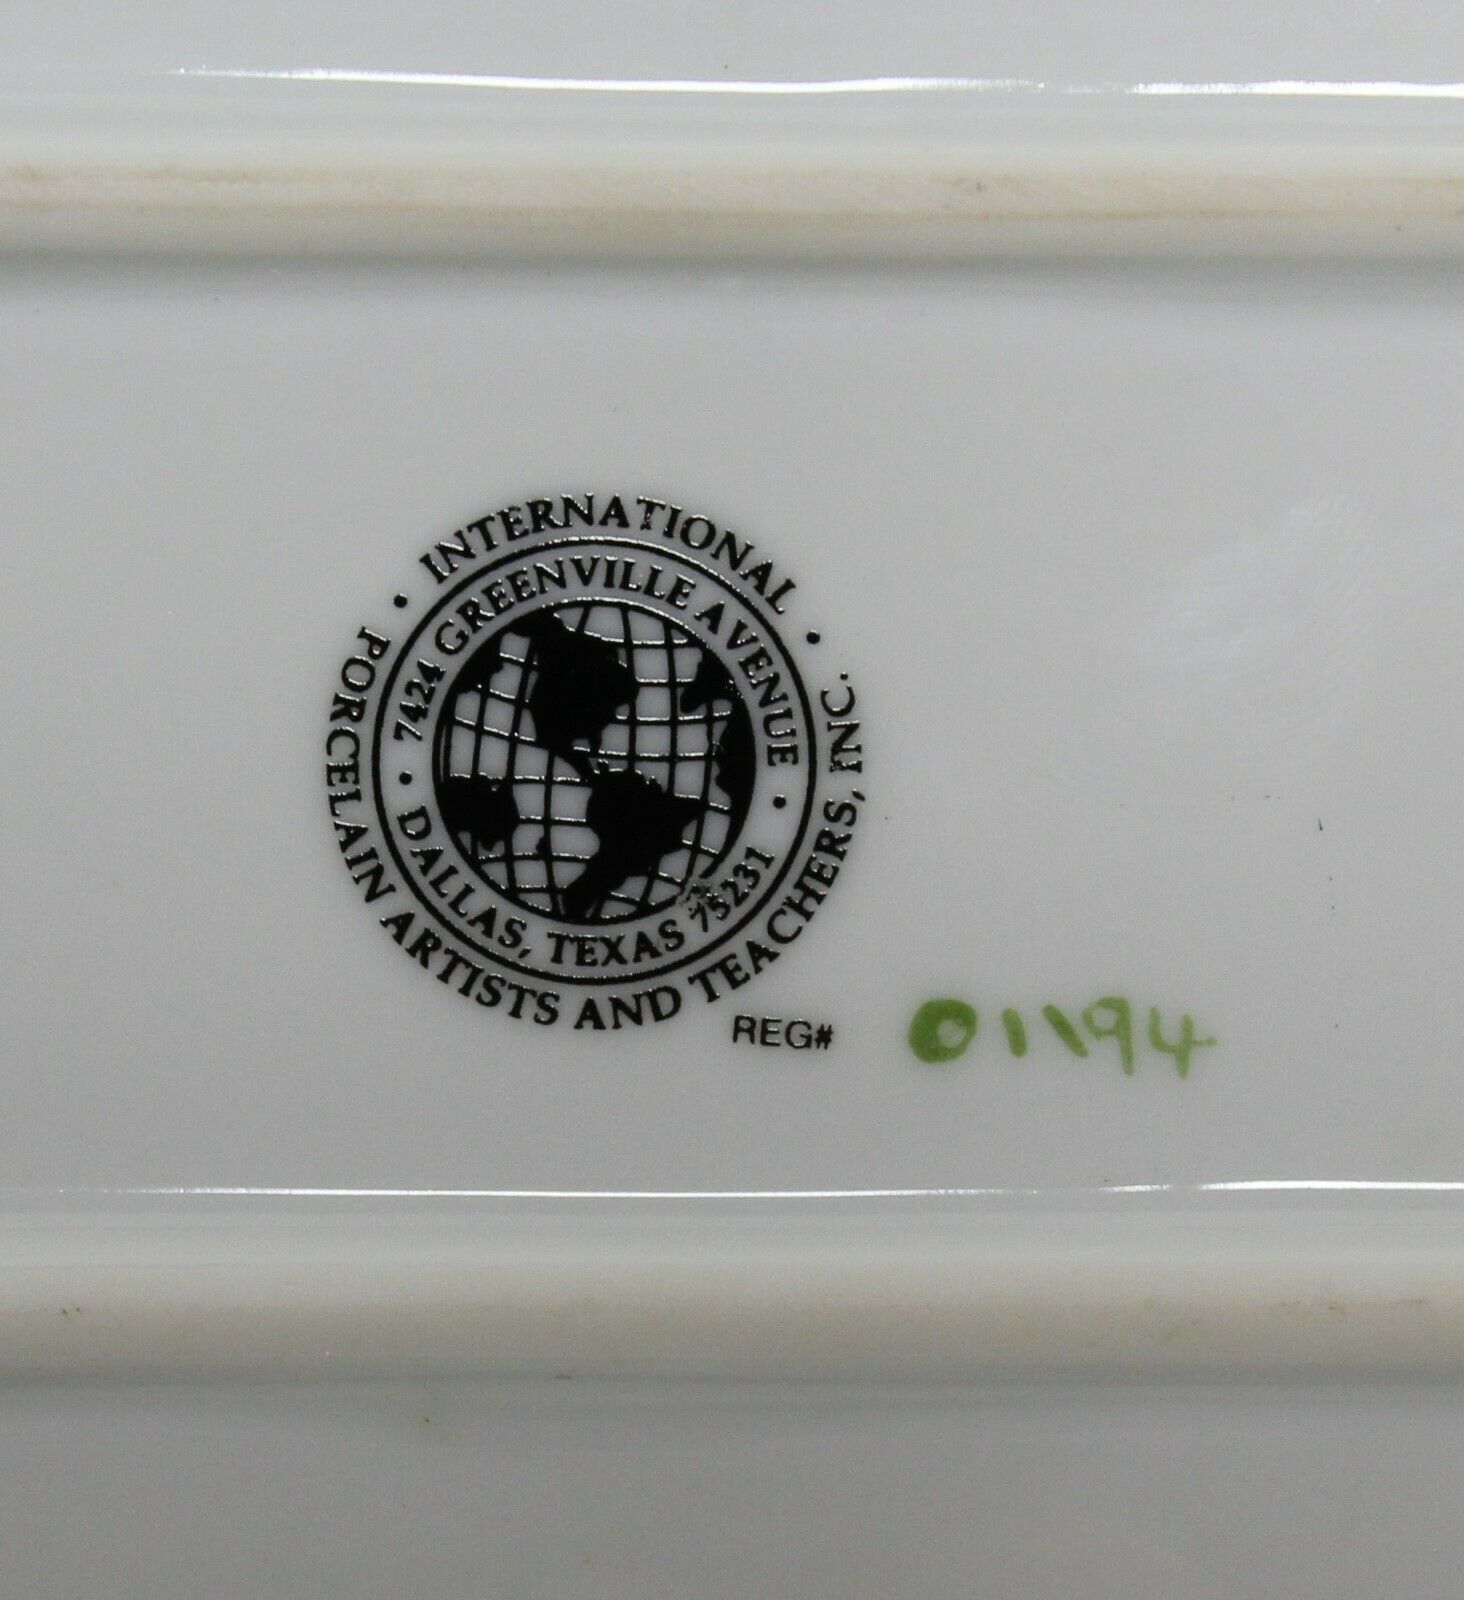 INTERNATIONAL
PORCELAIN ARTISTS AND TEACHERS, INC.
7424 GREENVILLE AVENUE
DALLAS, TEXAS 75231
REG# 01194